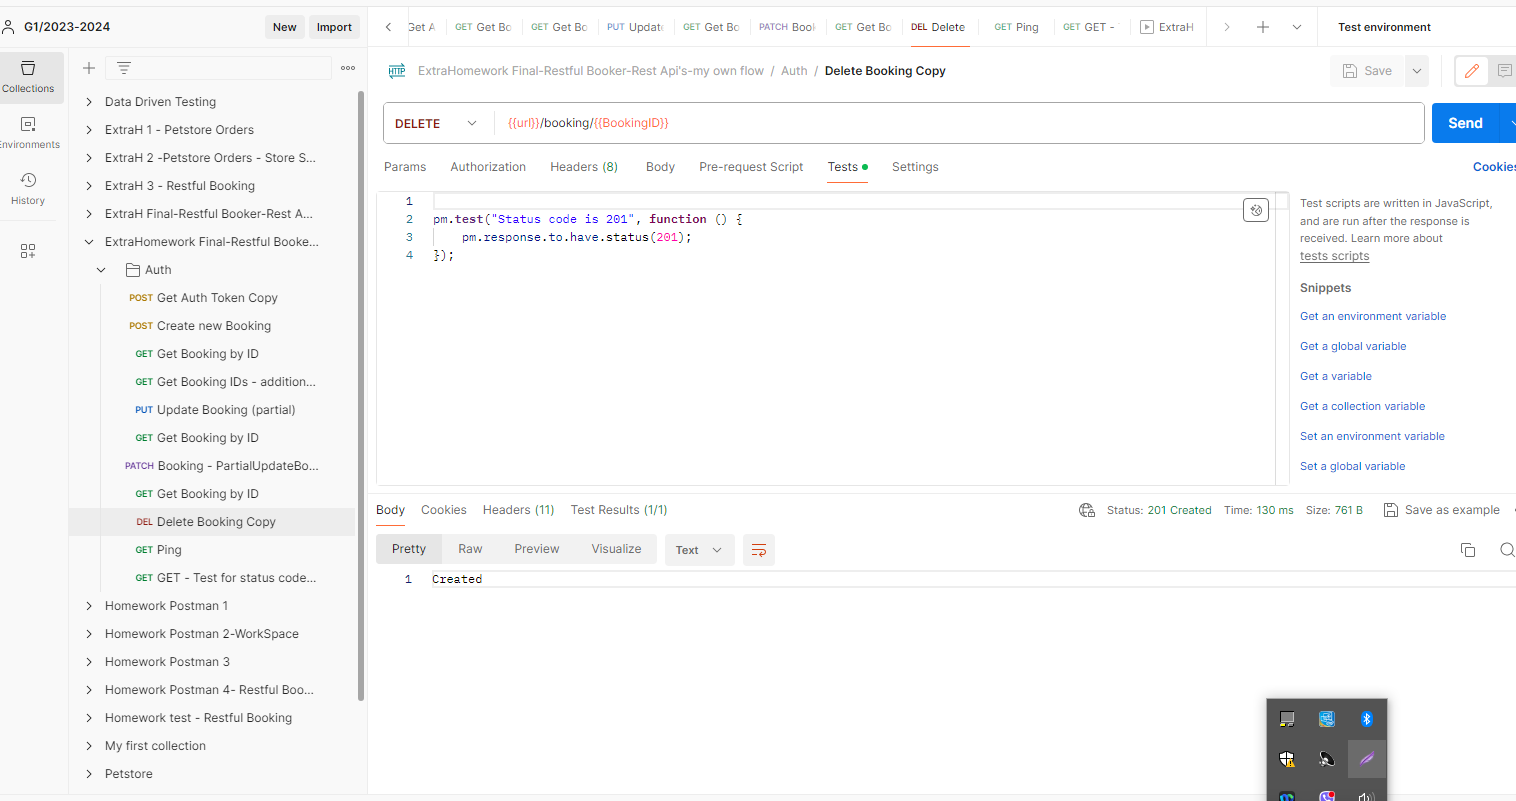 G1/2023-2024
New
Import
Get A
GET Get Bo
GET Get Bo
PUT Update
GET Get Bo
PATCH Book
GET Get Bo
DEL Delete
GET Ping
GET GET -
ExtraH
Test environment
Collections
Environments
History
Data Driven Testing
ExtraH 1 - Petstore Orders
ExtraH 2 -Petstore Orders - Store S...
ExtraH 3 - Restful Booking
ExtraH Final-Restful Booker-Rest A...
ExtraHomework Final-Restful Booke...
Auth
POST Get Auth Token Copy
POST Create new Booking
GET Get Booking by ID
GET Get Booking IDs - addition...
PUT Update Booking (partial)
GET Get Booking by ID
PATCH Booking - PartialUpdateBo...
GET Get Booking by ID
DEL Delete Booking Copy
GET Ping
GET GET - Test for status code...
Homework Postman 1
Homework Postman 2-WorkSpace
Homework Postman 3
Homework Postman 4- Restful Boo...
Homework test - Restful Booking
My first collection
Petstore
HTTP ExtraHomework Final-Restful Booker-Rest Api's-my own flow / Auth / Delete Booking Copy
Save
DELETE
{{url}}/booking/{{BookingID}}
Send
Params
Authorization
Headers (8)
Body
Pre-request Script
Tests
Settings
Cookies
1
2 pm.test("Status code is 201", function () {
3 pm.response.to.have.status(201);
4 });
Test scripts are written in JavaScript,
and are run after the response is
received. Learn more about
tests scripts
Snippets
Get an environment variable
Get a global variable
Get a variable
Get a collection variable
Set an environment variable
Set a global variable
Body
Cookies
Headers (11)
Test Results (1/1)
Status: 201 Created
Time: 130 ms
Size: 761 B
Save as example
Pretty
Raw
Preview
Visualize
Text
1 Created